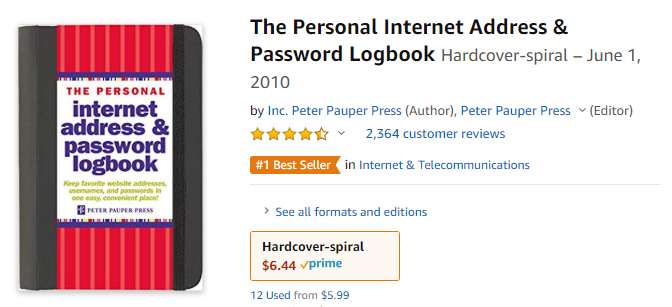 THE PERSONAL
internet
address &
password
logbook
Keep favorite website addresses,
usernames, and passwords in
one easy, convenient place!
PETER PAUPER PRESS
The Personal Internet Address &
Password Logbook Hardcover-spiral – June 1,
2010
by Inc. Peter Pauper Press (Author), Peter Pauper Press (Editor)
2,364 customer reviews
#1 Best Seller in Internet & Telecommunications
See all formats and editions
Hardcover-spiral
$6.44 prime
12 Used from $5.99